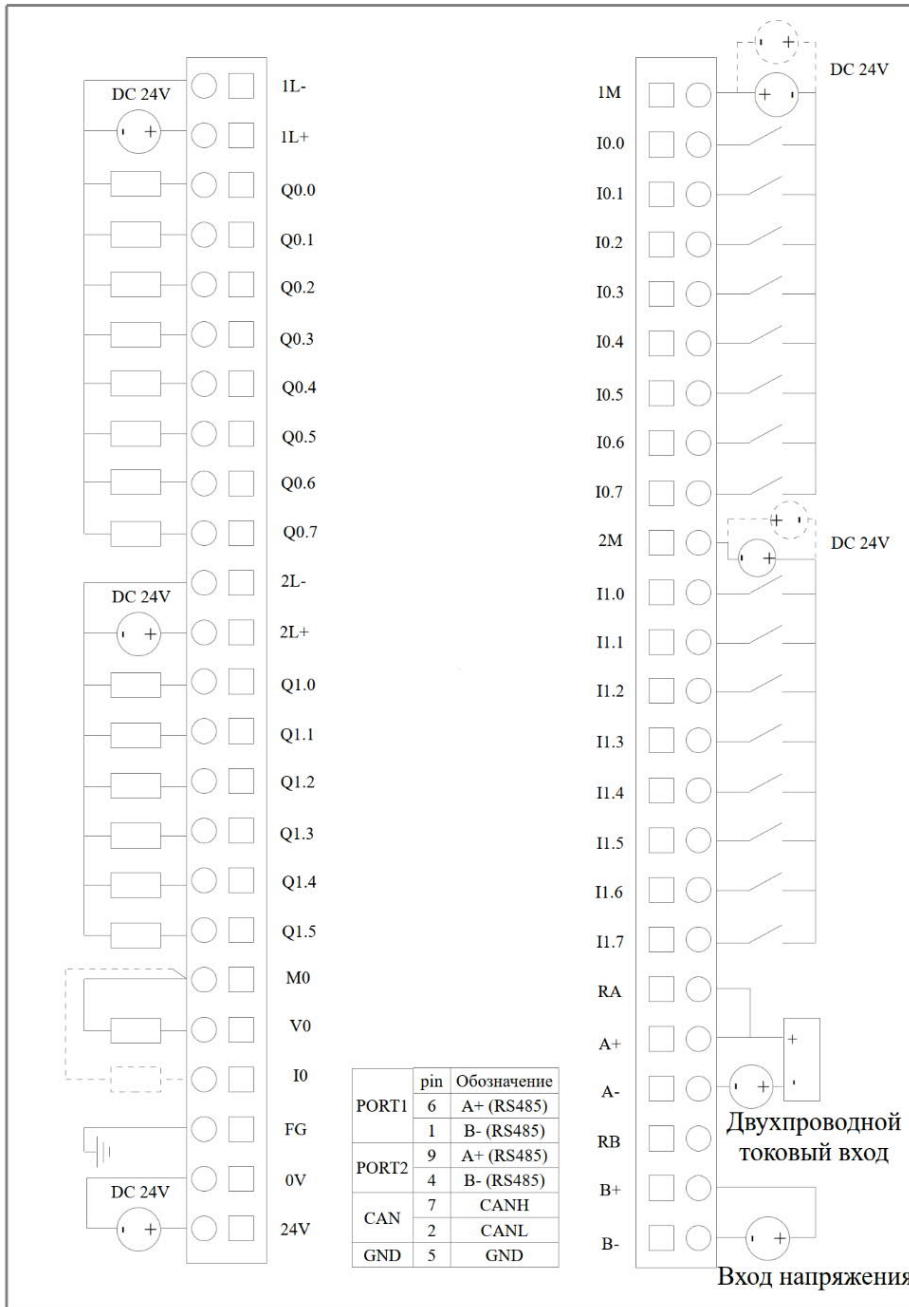 DC 24V
1L-
1L+
Q0.0
Q0.1
Q0.2
Q0.3
Q0.4
Q0.5
Q0.6
Q0.7
DC 24V
2L-
2L+
Q1.0
Q1.1
Q1.2
Q1.3
Q1.4
Q1.5
M0
V0
I0
FG
DC 24V
0V
24V
pin Обозначение
PORT1 6 A+ (RS485)
1 B- (RS485)
PORT2 9 A+ (RS485)
4 B- (RS485)
CAN 7 CANH
2 CANL
GND 5 GND
DC 24V
1M
I0.0
I0.1
I0.2
I0.3
I0.4
I0.5
I0.6
I0.7
2M
DC 24V
I1.0
I1.1
I1.2
I1.3
I1.4
I1.5
I1.6
I1.7
RA
A+
A-
Двухпроводной
токовый вход
RB
B+
B-
Вход напряжения